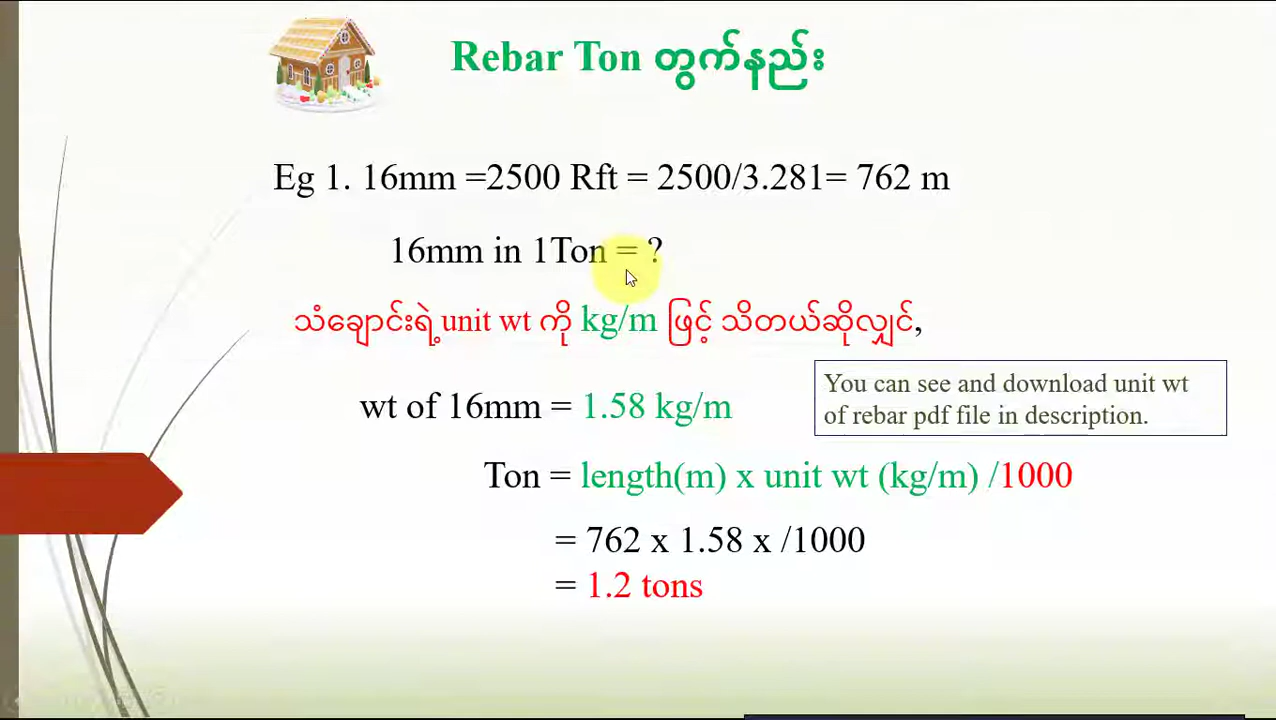 Rebar Ton တွက်နည်း
Eg 1. 16mm =2500 Rft = 2500/3.281= 762 m
16mm in 1Ton = ?
သံချောင်းရဲ့ unit wt ကို kg/m ဖြင့် သိတယ်ဆိုလျှင်,
wt of 16mm = 1.58 kg/m
You can see and download unit wt
of rebar pdf file in description.
Ton = length(m) x unit wt (kg/m) /1000
= 762 x 1.58 x /1000
= 1.2 tons